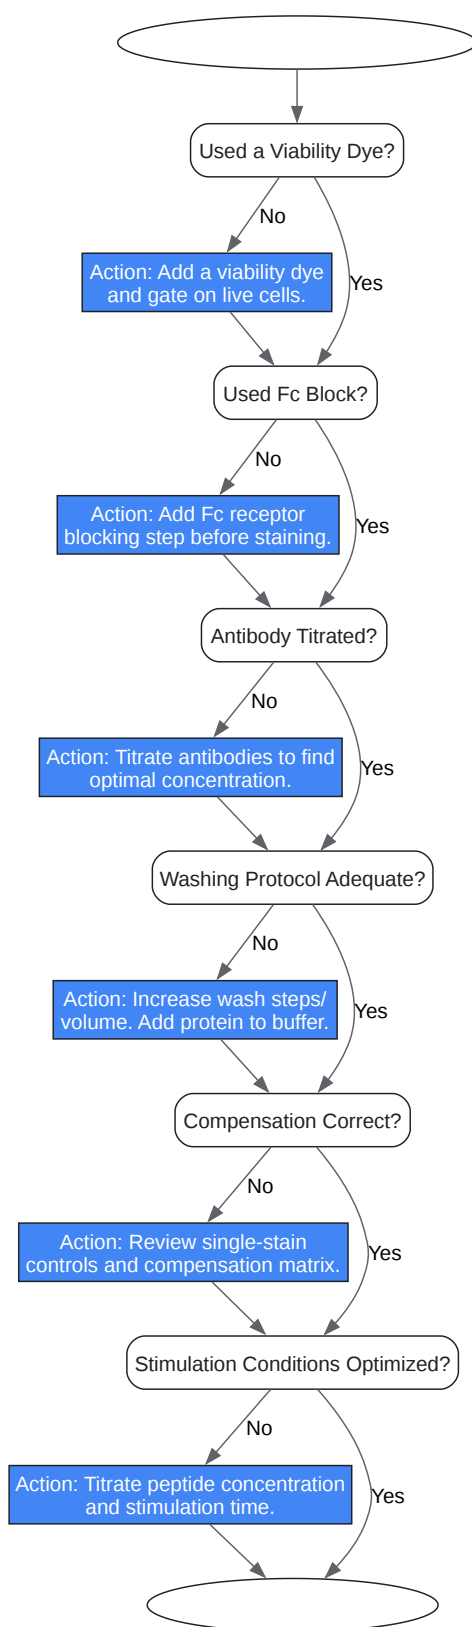 Used a Viability Dye?
No
Action: Add a viability dye
and gate on live cells.
Yes
Used Fc Block?
No
Action: Add Fc receptor
blocking step before staining.
Yes
Antibody Titrated?
No
Action: Titrate antibodies to find
optimal concentration.
Yes
Washing Protocol Adequate?
No
Action: Increase wash steps/
volume. Add protein to buffer.
Yes
Compensation Correct?
No
Action: Review single-stain
controls and compensation matrix.
Yes
Stimulation Conditions Optimized?
No
Action: Titrate peptide concentration
and stimulation time.
Yes